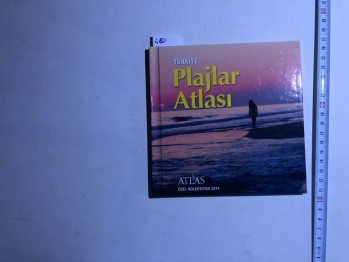 TÜRKİYE
Plajlar
Atlası
ATLAS
ÖZEL KOLEKSİYON 2014